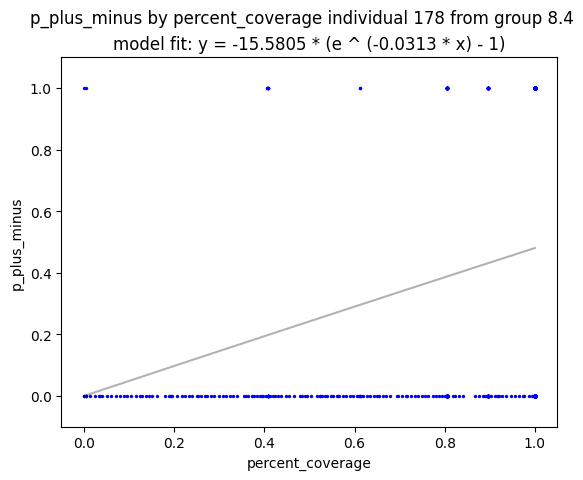 p_plus_minus by percent_coverage individual 178 from group 8.4
model fit: y = -15.5805 * (e ^ (-0.0313 * x) - 1)
1.0
0.8
0.6
0.4
0.2
0.0
p_plus_minus
0.0 0.2 0.4 0.6 0.8 1.0
percent_coverage